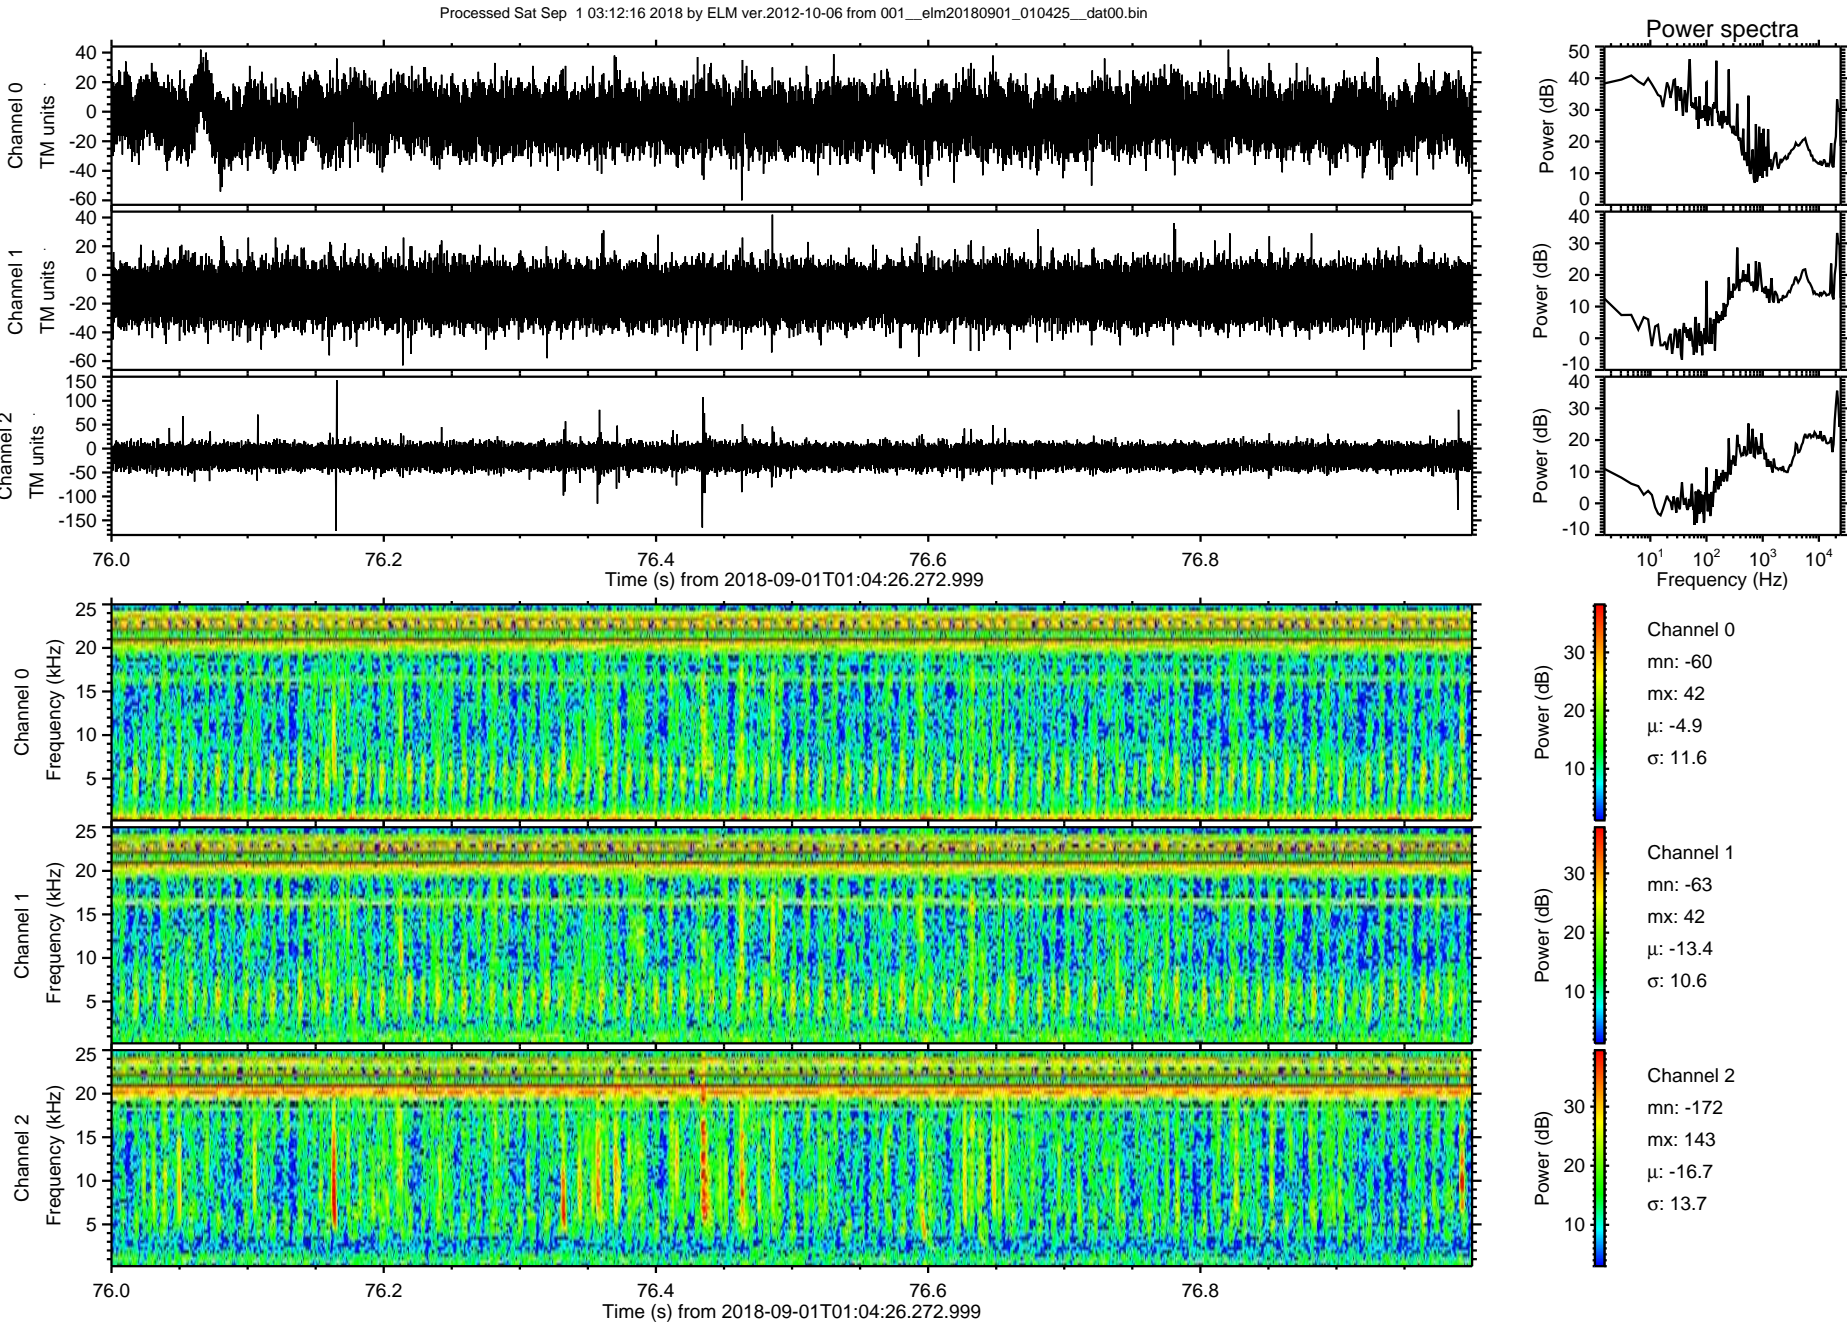 Processed Sat Sep 1 03:12:16 2018 by ELM ver.2012-10-06 from 001__elm20180901_010425__dat00.bin
Power spectra
Channel 0
TM units
40
20
0
-20
-40
-60
Power (dB)
50
40
30
20
10
0
Channel 1
TM units
40
20
0
-20
-40
-60
Power (dB)
40
30
20
10
0
-10
Channel 2
TM units
150
100
50
0
-50
-100
-150
Power (dB)
40
30
20
10
0
-10
76.0 76.2 76.4 76.6 76.8
Time (s) from 2018-09-01T01:04:26.272.999
10^1 10^2 10^3 10^4
Frequency (Hz)
Channel 0
Frequency (kHz)
25
20
15
10
5
Power (dB)
30
20
10
Channel 0
mn: -60
mx: 42
μ: -4.9
σ: 11.6
Channel 1
Frequency (kHz)
25
20
15
10
5
Power (dB)
30
20
10
Channel 1
mn: -63
mx: 42
μ: -13.4
σ: 10.6
Channel 2
Frequency (kHz)
25
20
15
10
5
Power (dB)
30
20
10
Channel 2
mn: -172
mx: 143
μ: -16.7
σ: 13.7
76.0 76.2 76.4 76.6 76.8
Time (s) from 2018-09-01T01:04:26.272.999